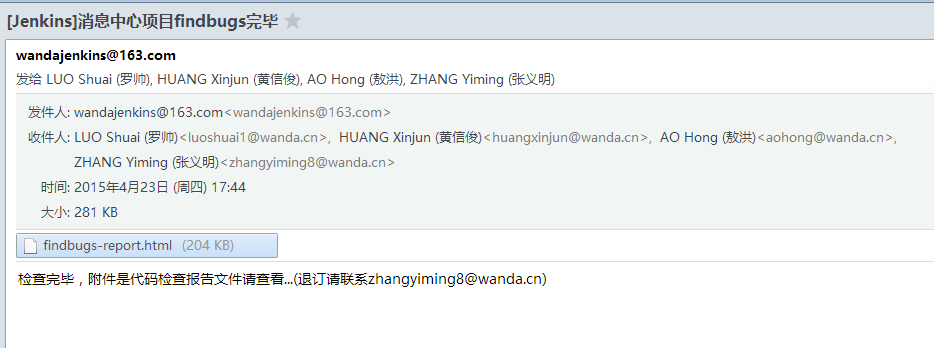 [Jenkins]消息中心项目findbugs完毕
wandajenkins@163.com
发给 LUO Shuai (罗帅), HUANG Xinjun (黄信俊), AO Hong (敖洪), ZHANG Yiming (张义明)
发件人: wandajenkins@163.com<wandajenkins@163.com>
收件人: LUO Shuai (罗帅)<luoshuai1@wanda.cn>, HUANG Xinjun (黄信俊)<huangxinjun@wanda.cn>, AO Hong (敖洪)<aohong@wanda.cn>,
ZHANG Yiming (张义明)<zhangyiming8@wanda.cn>
时间: 2015年4月23日 (周四) 17:44
大小: 281 KB
findbugs-report.html (204 KB)
检查完毕，附件是代码检查报告文件请查看...(退订请联系zhangyiming8@wanda.cn)